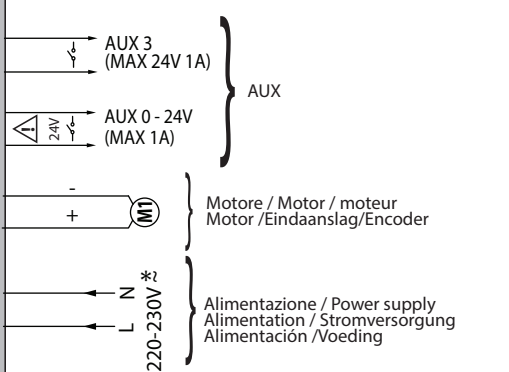 AUX 3
(MAX 24V 1A)
AUX
24V
AUX 0 - 24V
(MAX 1A)
-
+
M1
Motore / Motor / moteur
Motor /Eindaanslag/Encoder
N
L
220-230V~*
Alimentazione / Power supply
Alimentation / Stromversorgung
Alimentación /Voeding